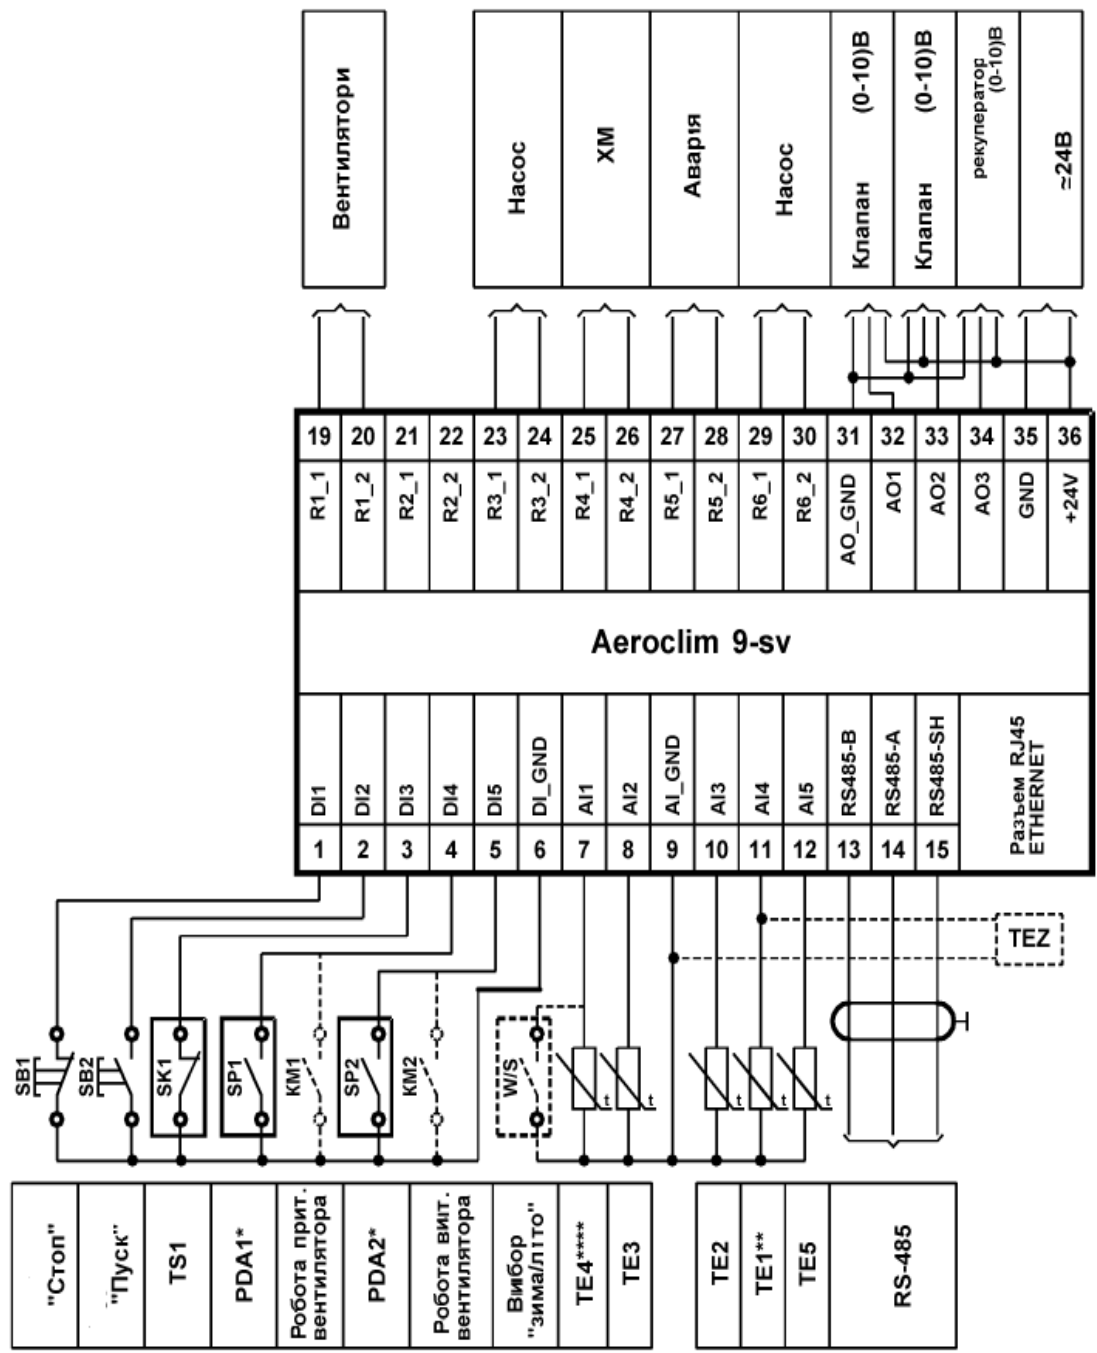 Вентилятори
Насос
ХМ
Аварія
Насос
Клапан (0-10)В
Клапан (0-10)В
рекуператор
(0-10)В
≃24В
19 20 21 22 23 24 25 26 27 28 29 30 31 32 33 34 35 36
R1_1 R1_2 R2_1 R2_2 R3_1 R3_2 R4_1 R4_2 R5_1 R5_2 R6_1 R6_2 AO_GND AO1 AO2 AO3 GND +24V
Aeroclim 9-sv
DI1 DI2 DI3 DI4 DI5 DI_GND AI1 AI2 AI_GND AI3 AI4 AI5 RS485-B RS485-A RS485-SH
Разъем RJ45
ETHERNET
1 2 3 4 5 6 7 8 9 10 11 12 13 14 15
TEZ
SB1 SB2 SK1 SP1 KM1 SP2 KM2 W/S t t t t t
"Стоп"
"Пуск"
TS1
PDA1*
Робота прит.
вентилятора
PDA2*
Робота вит.
вентилятора
Вибор
"зима/літо"
TE4****
TE3
TE2
TE1**
TE5
RS-485